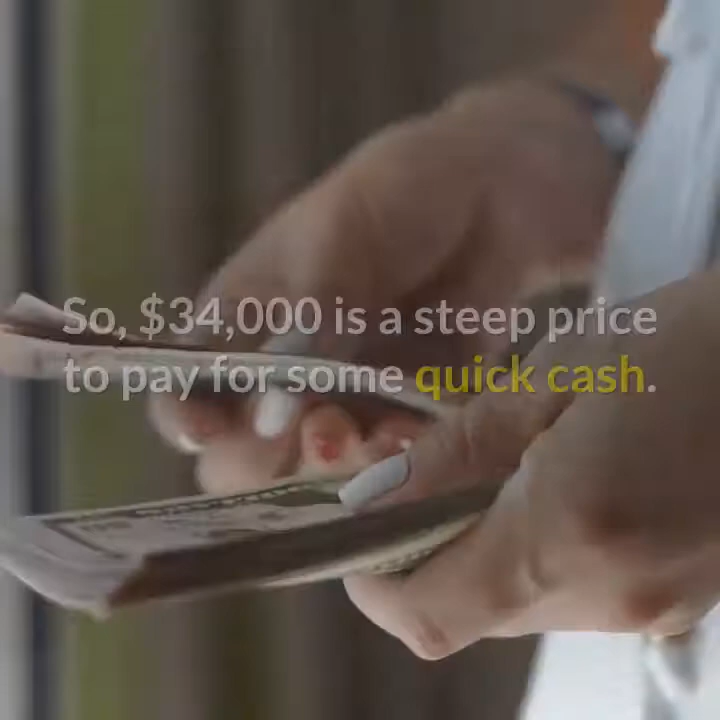 So, $34,000 is a steep price
to pay for some quick cash.